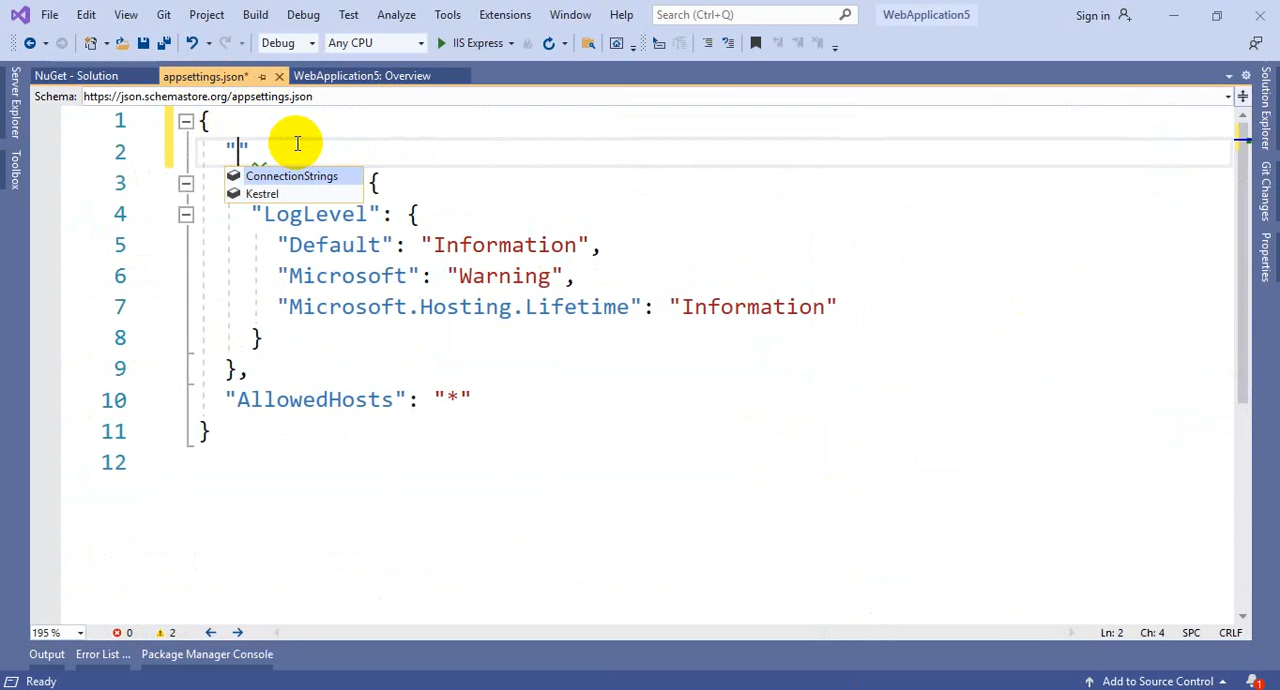 File Edit View Git Project Build Debug Test Analyze Tools Extensions Window Help Search (Ctrl+Q) WebApplication5 Sign in
Debug Any CPU IIS Express
NuGet - Solution appsettings.json* WebApplication5: Overview
Schema: https://json.schemastore.org/appsettings.json
1 {
2 ""
ConnectionStrings
3 {
Kestrel
4 "LogLevel": {
5 "Default": "Information",
6 "Microsoft": "Warning",
7 "Microsoft.Hosting.Lifetime": "Information"
8 }
9 },
10 "AllowedHosts": "*"
11 }
12
Server Explorer
Toolbox
Solution Explorer
Git Changes
Properties
195 % 0 2 Ln: 2 Ch: 4 SPC CRLF
Output Error List ... Package Manager Console
Ready Add to Source Control 1